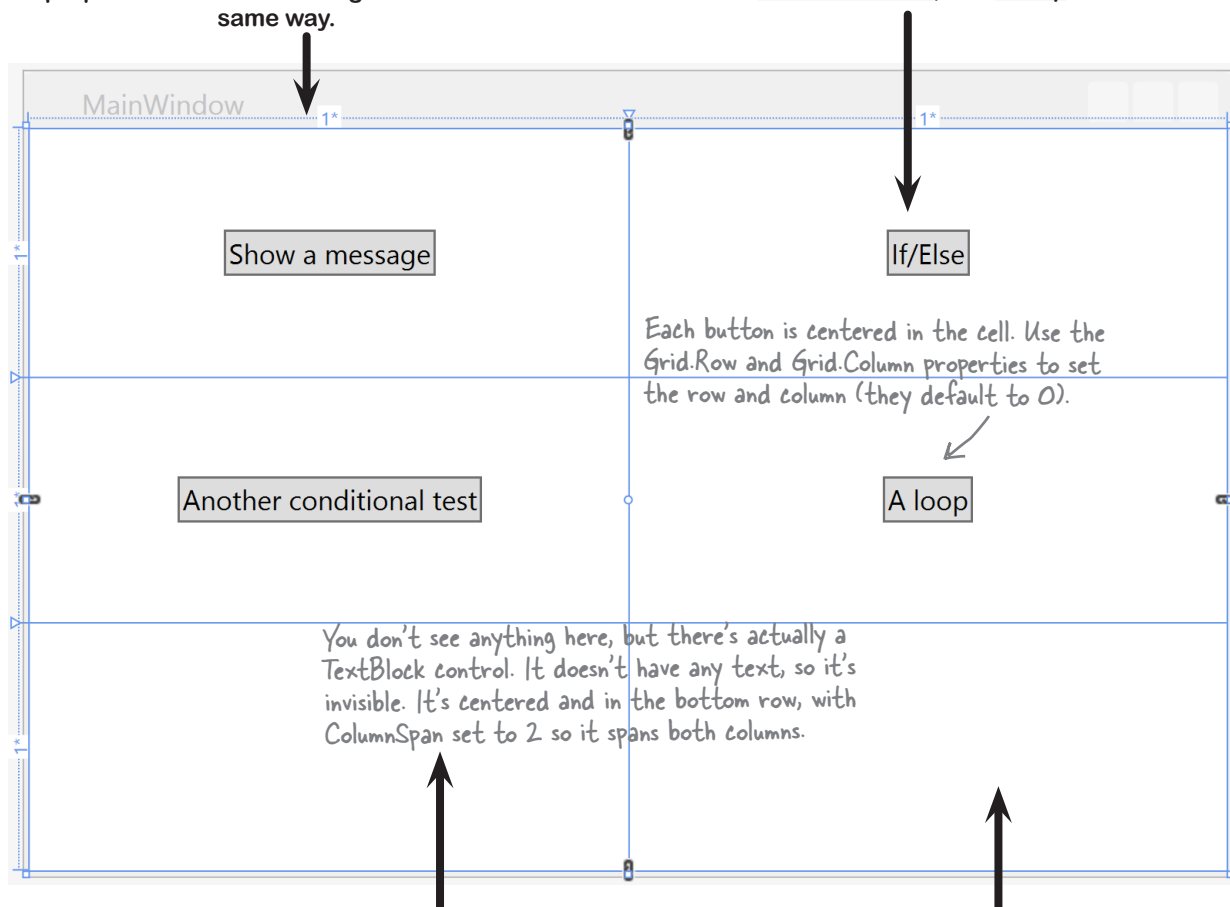 same way.
MainWindow
1*
1*
1*
Show a message
If/Else
Each button is centered in the cell. Use the
Grid.Row and Grid.Column properties to set
the row and column (they default to 0).
1*
Another conditional test
A loop
You don't see anything here, but there's actually a
TextBlock control. It doesn't have any text, so it's
invisible. It's centered and in the bottom row, with
ColumnSpan set to 2 so it spans both columns.
1*